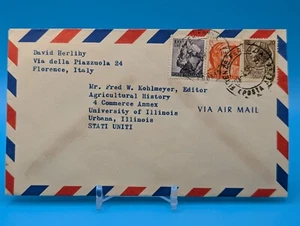 David Herlihy
Via della Piazzuola 24
Florence, Italy
Mr. Fred W. Kohlmeyer, Editor
Agricultural History
4 Commerce Annex
University of Illinois
Urbana, Illinois
STATI UNITI
VIA AIR MAIL